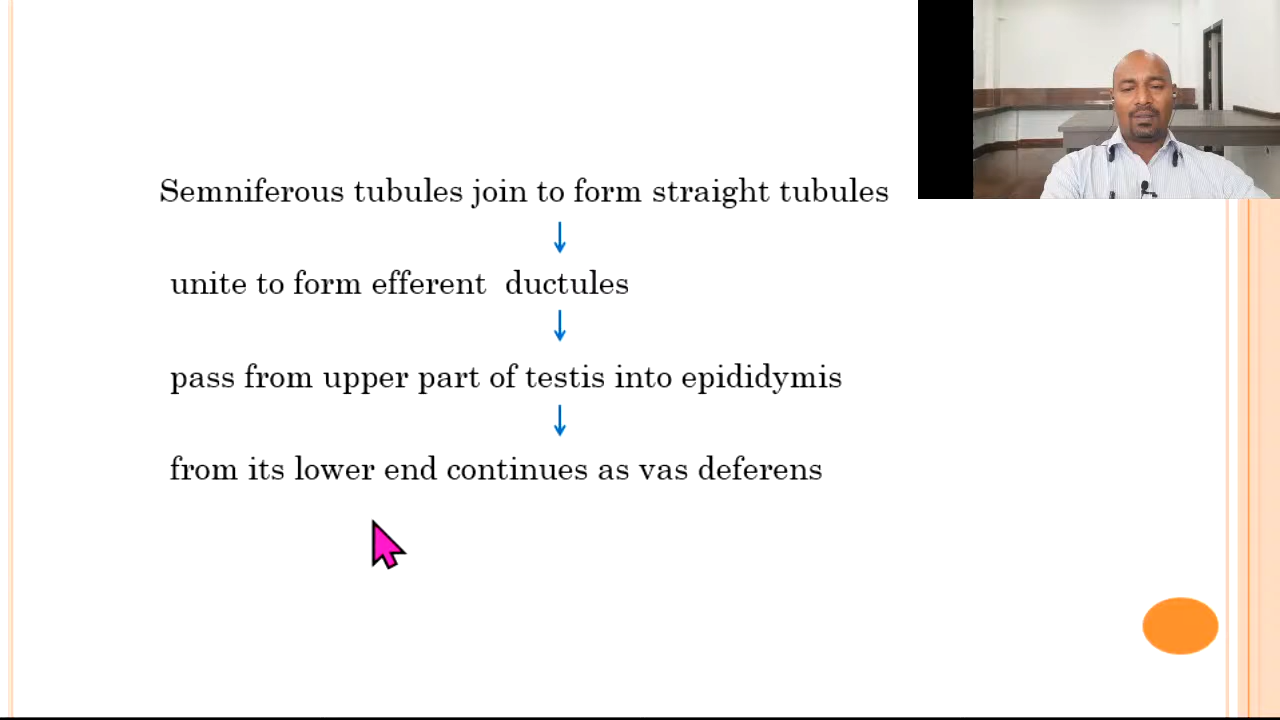 Semniferous tubules join to form straight tubules
unite to form efferent ductules
pass from upper part of testis into epididymis
from its lower end continues as vas deferens